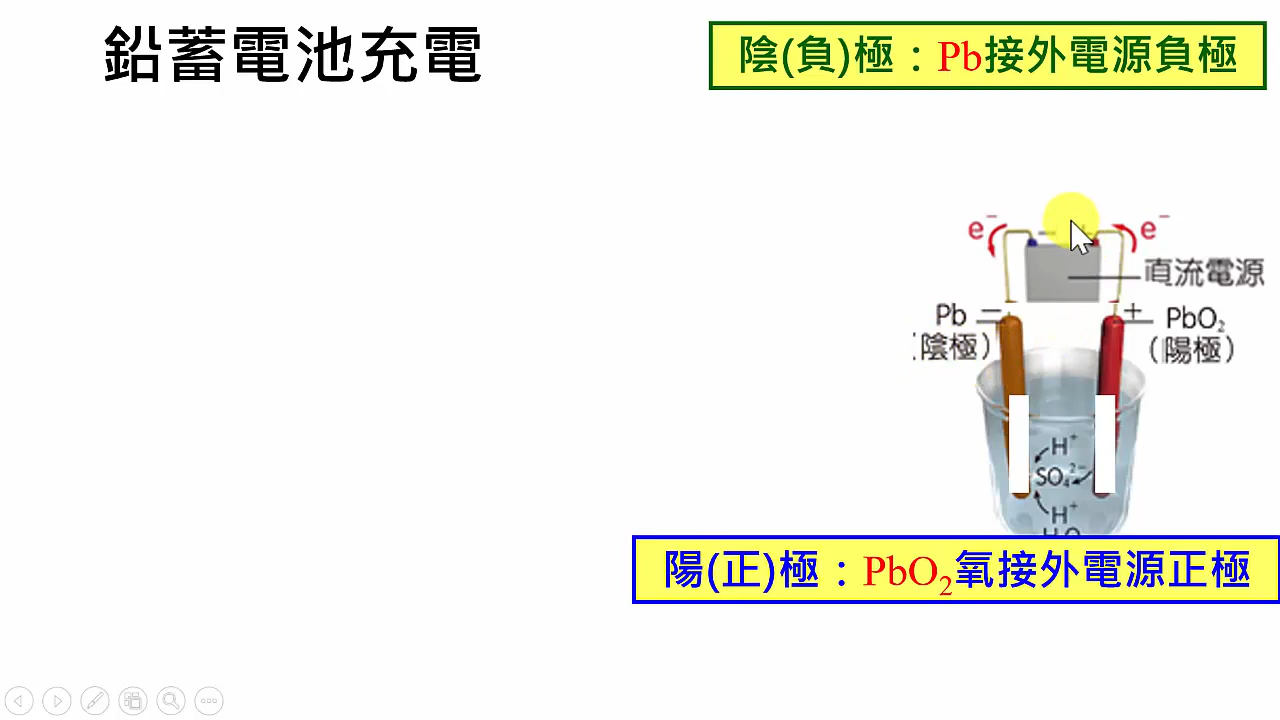 鉛蓄電池充電
陰(負)極：Pb接外電源負極
e⁻ − + e⁻
直流電源
Pb − + PbO₂
(陰極) (陽極)
H⁺
SO₄²⁻
H⁺
H₂O
陽(正)極：PbO₂氧接外電源正極